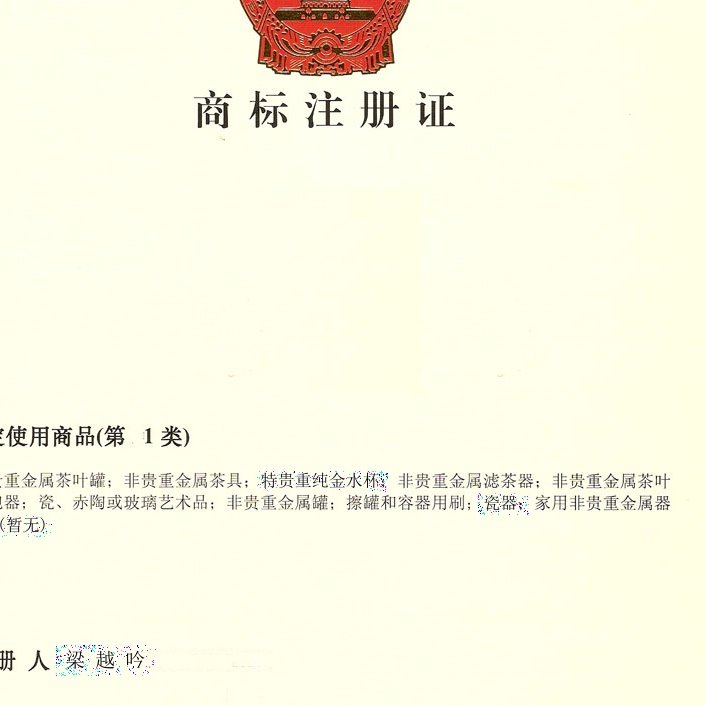 商标注册证
使用商品(第 1 类)
重金属茶叶罐；非贵重金属茶具；特贵重纯金水杯；非贵重金属滤茶器；非贵重金属茶叶
器；瓷、赤陶或玻璃艺术品；非贵重金属罐；擦罐和容器用刷；瓷器；家用非贵重金属器
(暂无)
册 人 梁越吟